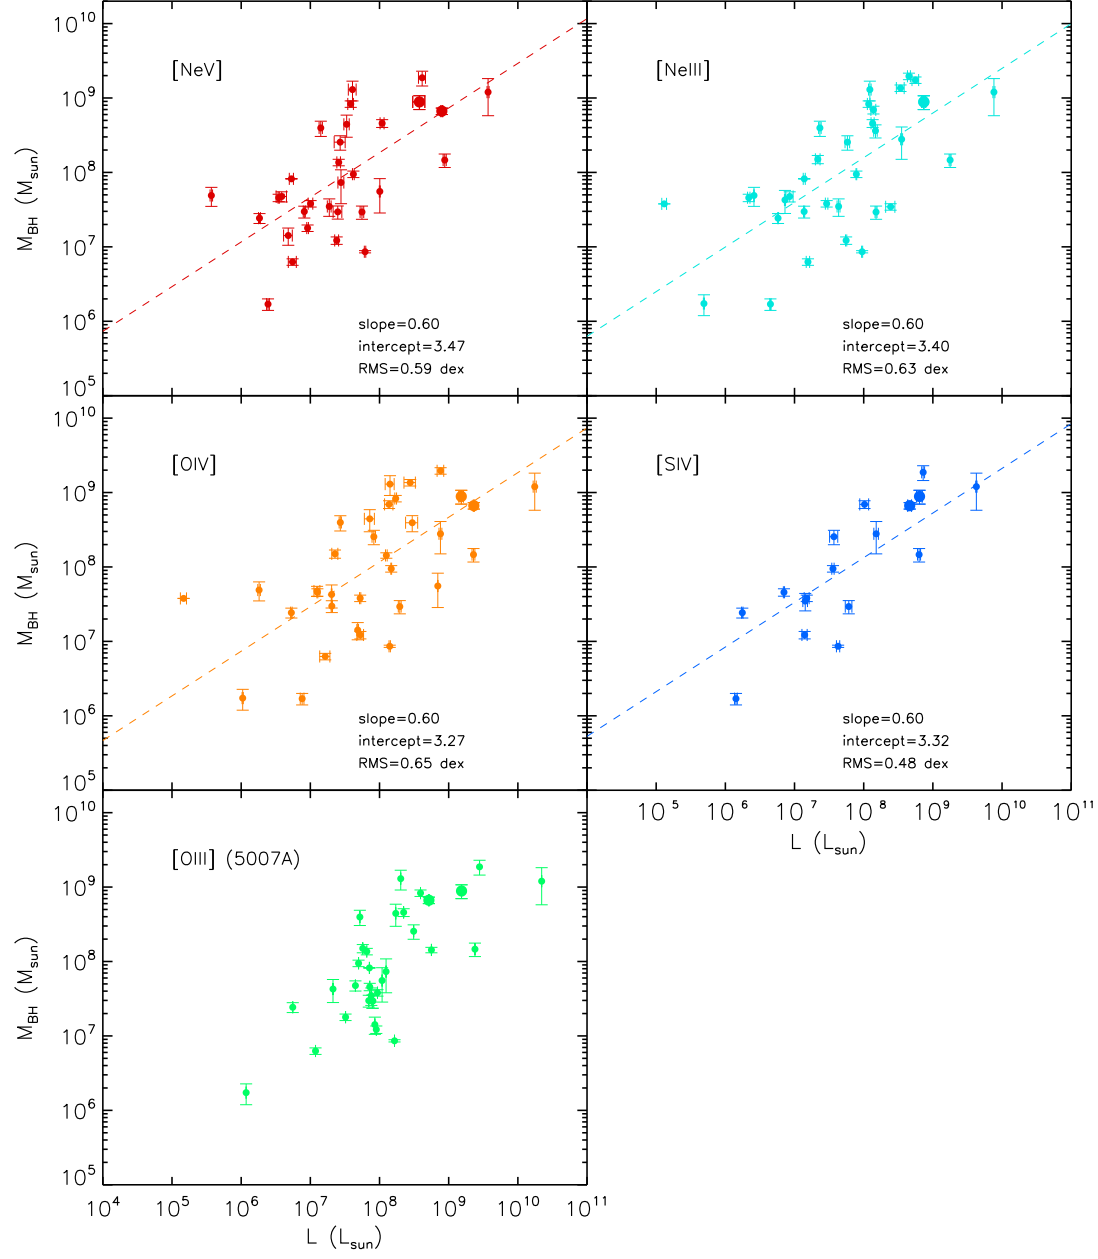 10^10
[NeV]
[NeIII]
10^9
10^8
M_BH (M_sun)
10^7
10^6
slope=0.60
intercept=3.47
RMS=0.59 dex
slope=0.60
intercept=3.40
RMS=0.63 dex
10^5
10^10
[OIV]
[SIV]
10^9
10^8
M_BH (M_sun)
10^7
10^6
slope=0.60
intercept=3.27
RMS=0.65 dex
slope=0.60
intercept=3.32
RMS=0.48 dex
10^5
10^5 10^6 10^7 10^8 10^9 10^10 10^11
L (L_sun)
10^10
[OIII] (5007A)
10^9
10^8
M_BH (M_sun)
10^7
10^6
10^5
10^4 10^5 10^6 10^7 10^8 10^9 10^10 10^11
L (L_sun)